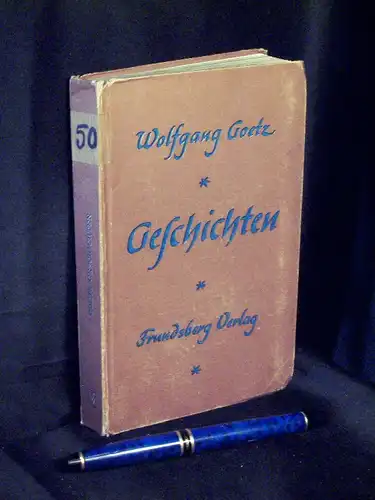 50
Wolfgang Goetz
*
Geschichten
*
Frundsberg Verlag
*